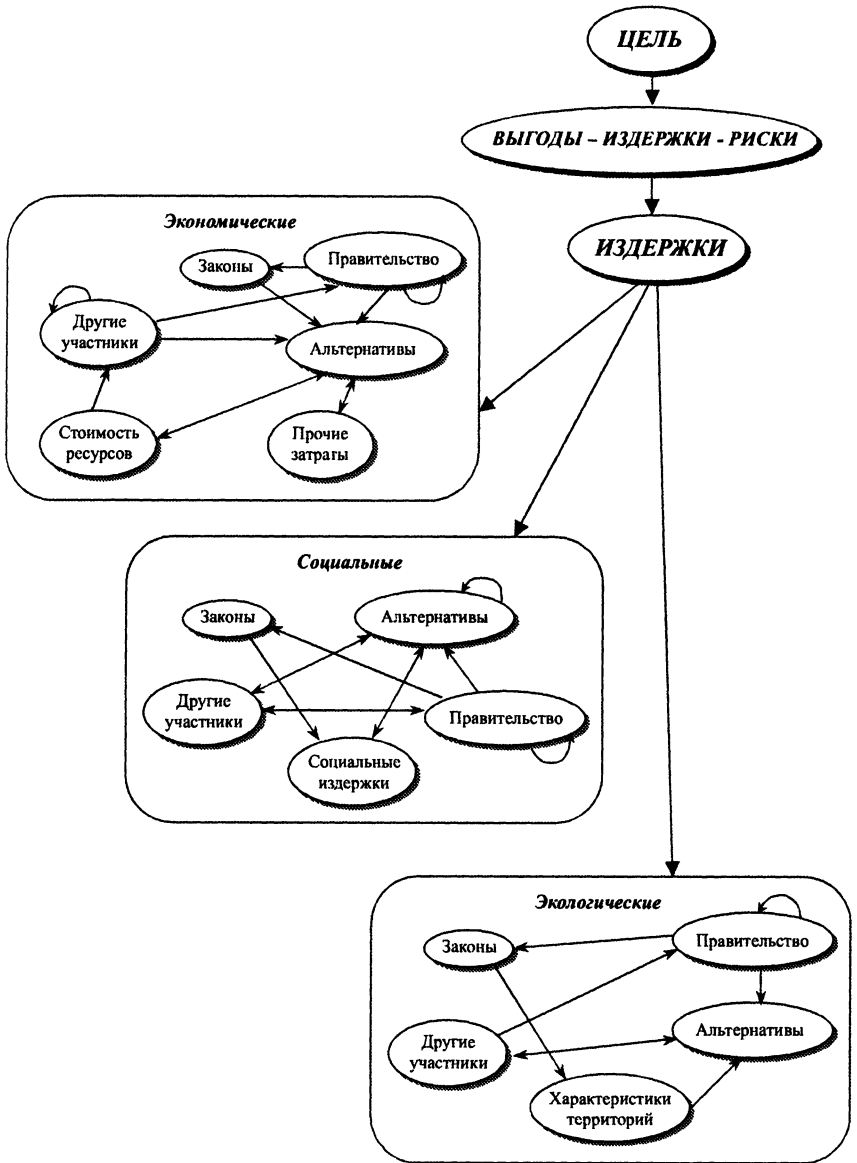 ЦЕЛЬ
ВЫГОДЫ – ИЗДЕРЖКИ - РИСКИ
ИЗДЕРЖКИ
Экономические
Законы
Правительство
Другие
участники
Альтернативы
Стоимость
ресурсов
Прочие
затраты
Социальные
Законы
Альтернативы
Другие
участники
Правительство
Социальные
издержки
Экологические
Законы
Правительство
Другие
участники
Альтернативы
Характеристики
территорий